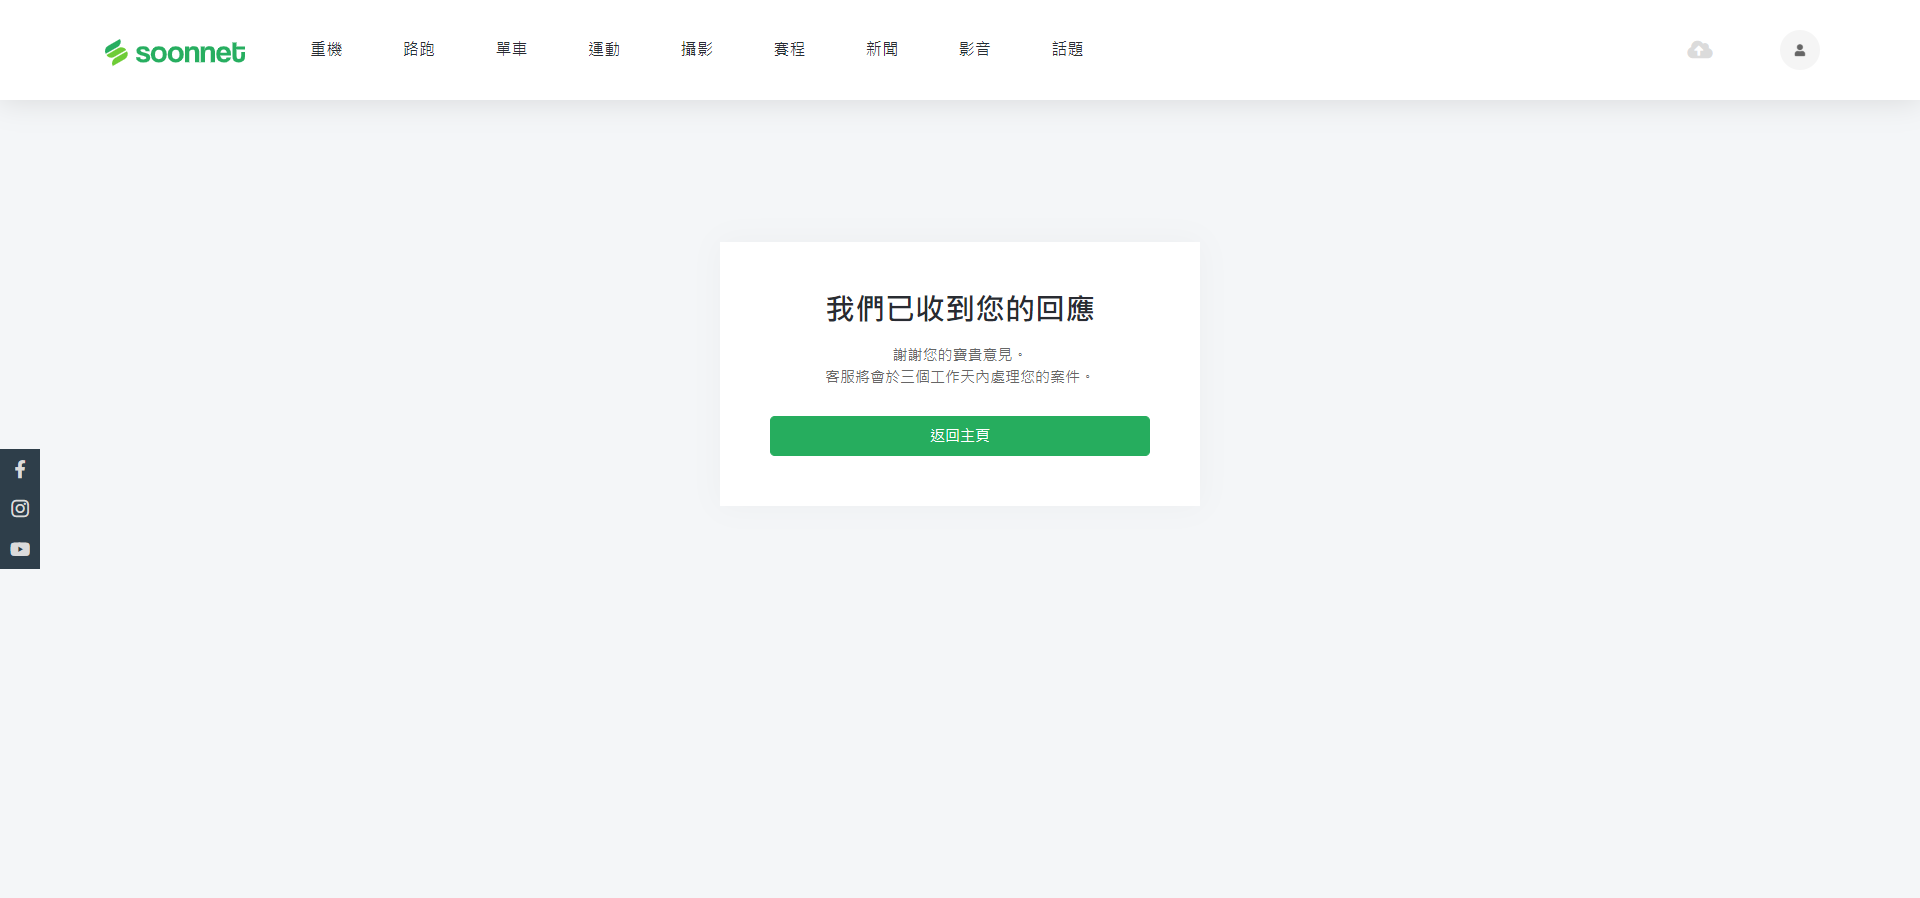 soonnet
重機 路跑 單車 運動 攝影 賽程 新聞 影音 話題
我們已收到您的回應
謝謝您的寶貴意見。
客服將會於三個工作天內處理您的案件。
返回主頁